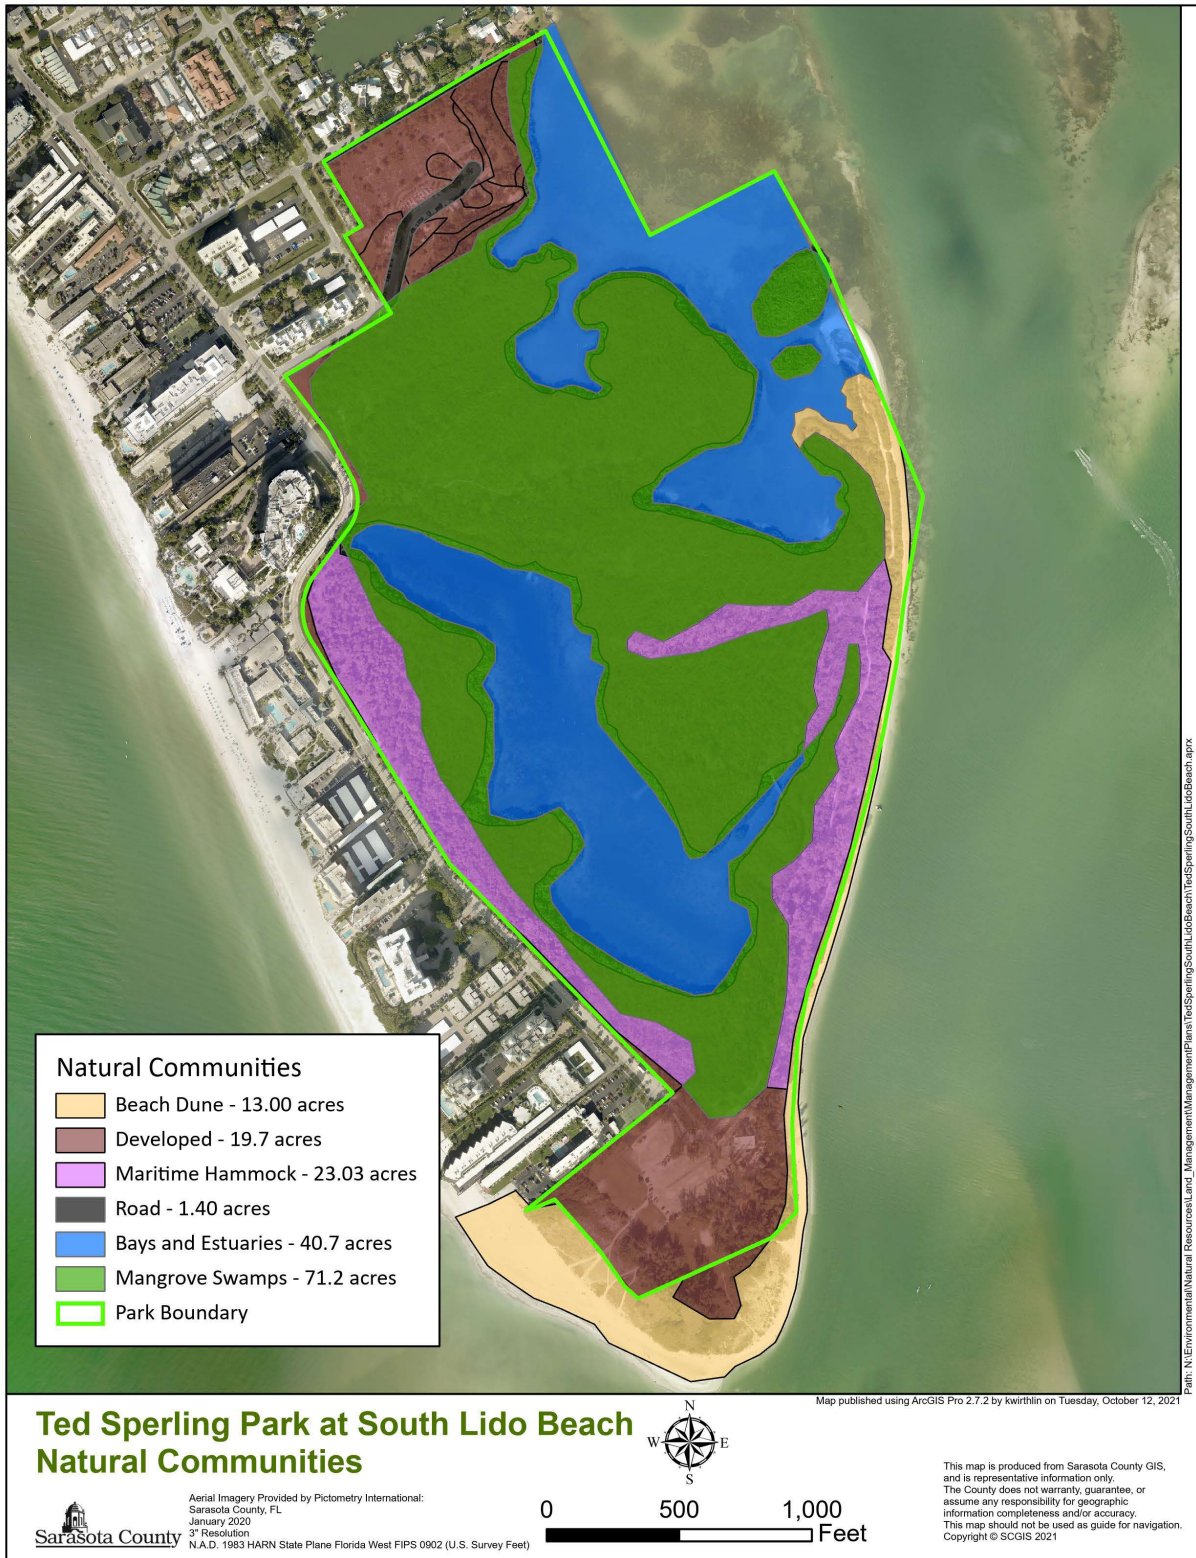 Natural Communities
Beach Dune - 13.00 acres
Developed - 19.7 acres
Maritime Hammock - 23.03 acres
Road - 1.40 acres
Bays and Estuaries - 40.7 acres
Mangrove Swamps - 71.2 acres
Park Boundary
Path: N:\Environmental\Natural Resources\Land_Management\ManagementPlans\TedSperlingSouthLidoBeach\TedSperlingSouthLidoBeach.aprx
Map published using ArcGIS Pro 2.7.2 by kwirthlin on Tuesday, October 12, 2021
Ted Sperling Park at South Lido Beach
Natural Communities
N
W E
S
Sarasota County
Aerial Imagery Provided by Pictometry International:
Sarasota County, FL
January 2020
3" Resolution
N.A.D. 1983 HARN State Plane Florida West FIPS 0902 (U.S. Survey Feet)
0 500 1,000
Feet
This map is produced from Sarasota County GIS,
and is representative information only.
The County does not warranty, guarantee, or
assume any responsibility for geographic
information completeness and/or accuracy.
This map should not be used as guide for navigation.
Copyright © SCGIS 2021